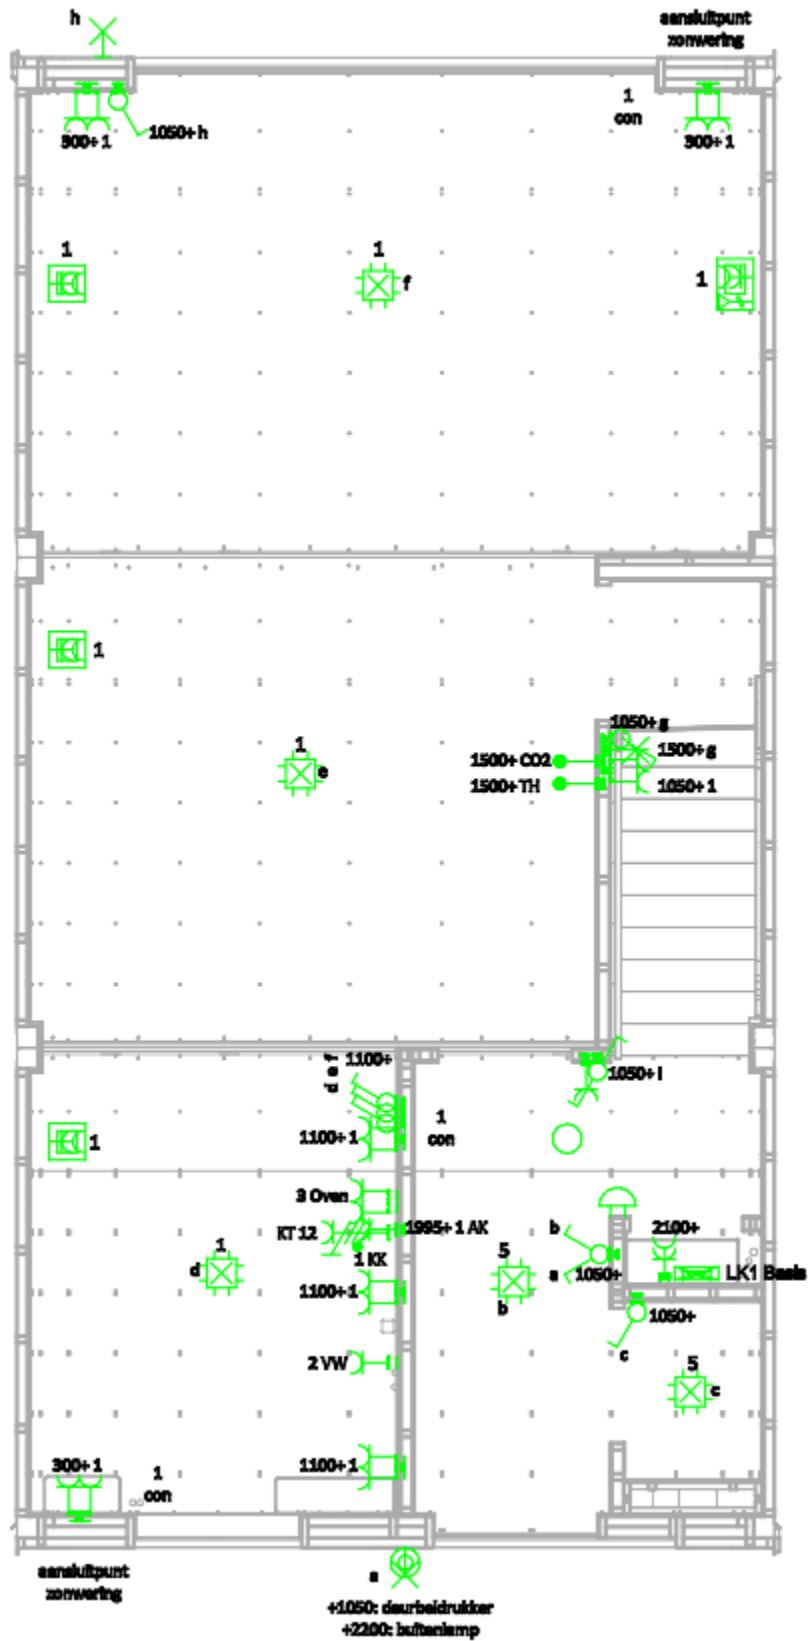 h
aansluitpunt
zonwering
1
con
300+ 1
1050+ h
300+ 1
1
1
f
1
1
1
e
1050+ g
1500+ g
1500+ CO2
1500+ TH
1050+ 1
d e f
1100+
1050+ l
1
con
1100+ 1
1
3 Oven
KT 12
1995+ 1 AK
1 KK
b
a
1050+
2100+
LK1 Basis
1
d
5
b
1100+ 1
1050+
c
2 VW
5
c
300+ 1
1
con
1100+ 1
aansluitpunt
zonwering
a
+1050: deurbeldrukker
+2200: buitenlamp